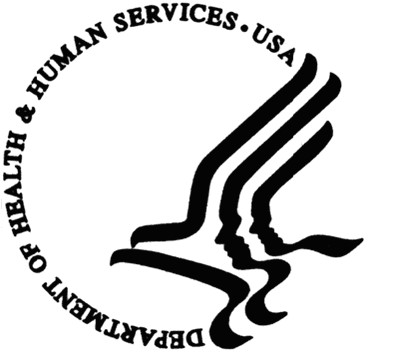 DEPARTMENT OF HEALTH & HUMAN SERVICES • USA